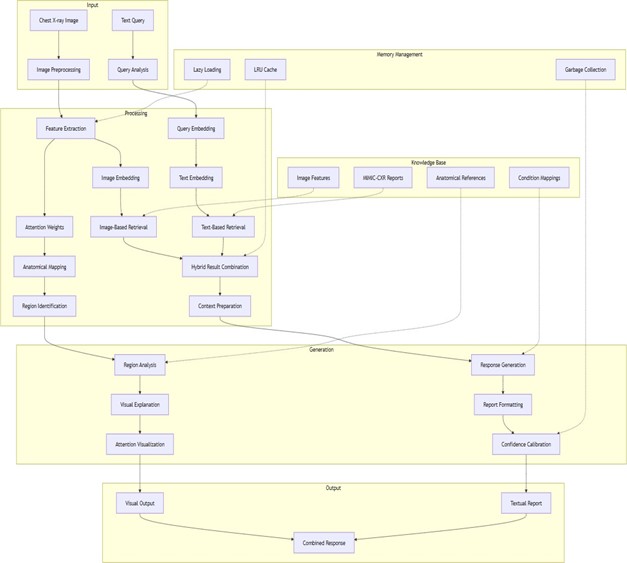 Input
Chest X-ray Image
Text Query
Memory Management
Image Preprocessing
Query Analysis
Lazy Loading
LRU Cache
Garbage Collection
Processing
Feature Extraction
Query Embedding
Knowledge Base
Image Embedding
Text Embedding
Image Features
MIMIC-CXR Reports
Anatomical References
Condition Mappings
Attention Weights
Image-Based Retrieval
Text-Based Retrieval
Anatomical Mapping
Hybrid Result Combination
Region Identification
Context Preparation
Generation
Region Analysis
Response Generation
Visual Explanation
Report Formatting
Attention Visualization
Confidence Calibration
Output
Visual Output
Textual Report
Combined Response